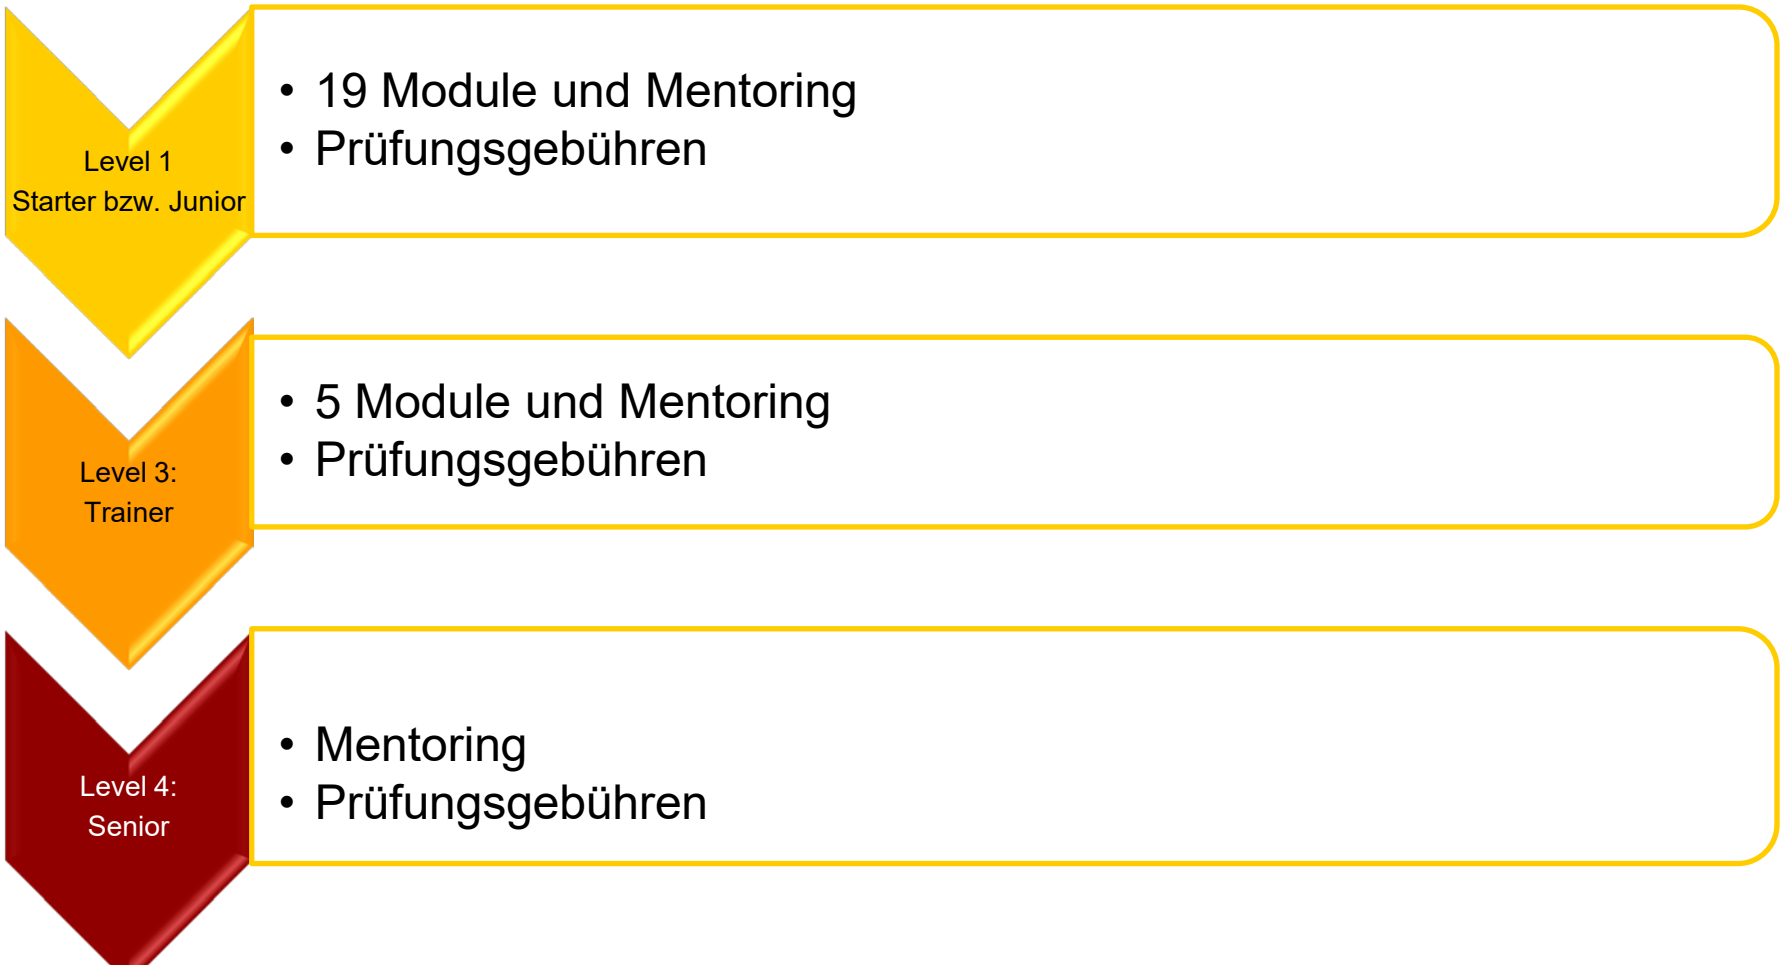 Level 1
Starter bzw. Junior
• 19 Module und Mentoring
• Prüfungsgebühren
Level 3:
Trainer
• 5 Module und Mentoring
• Prüfungsgebühren
Level 4:
Senior
• Mentoring
• Prüfungsgebühren